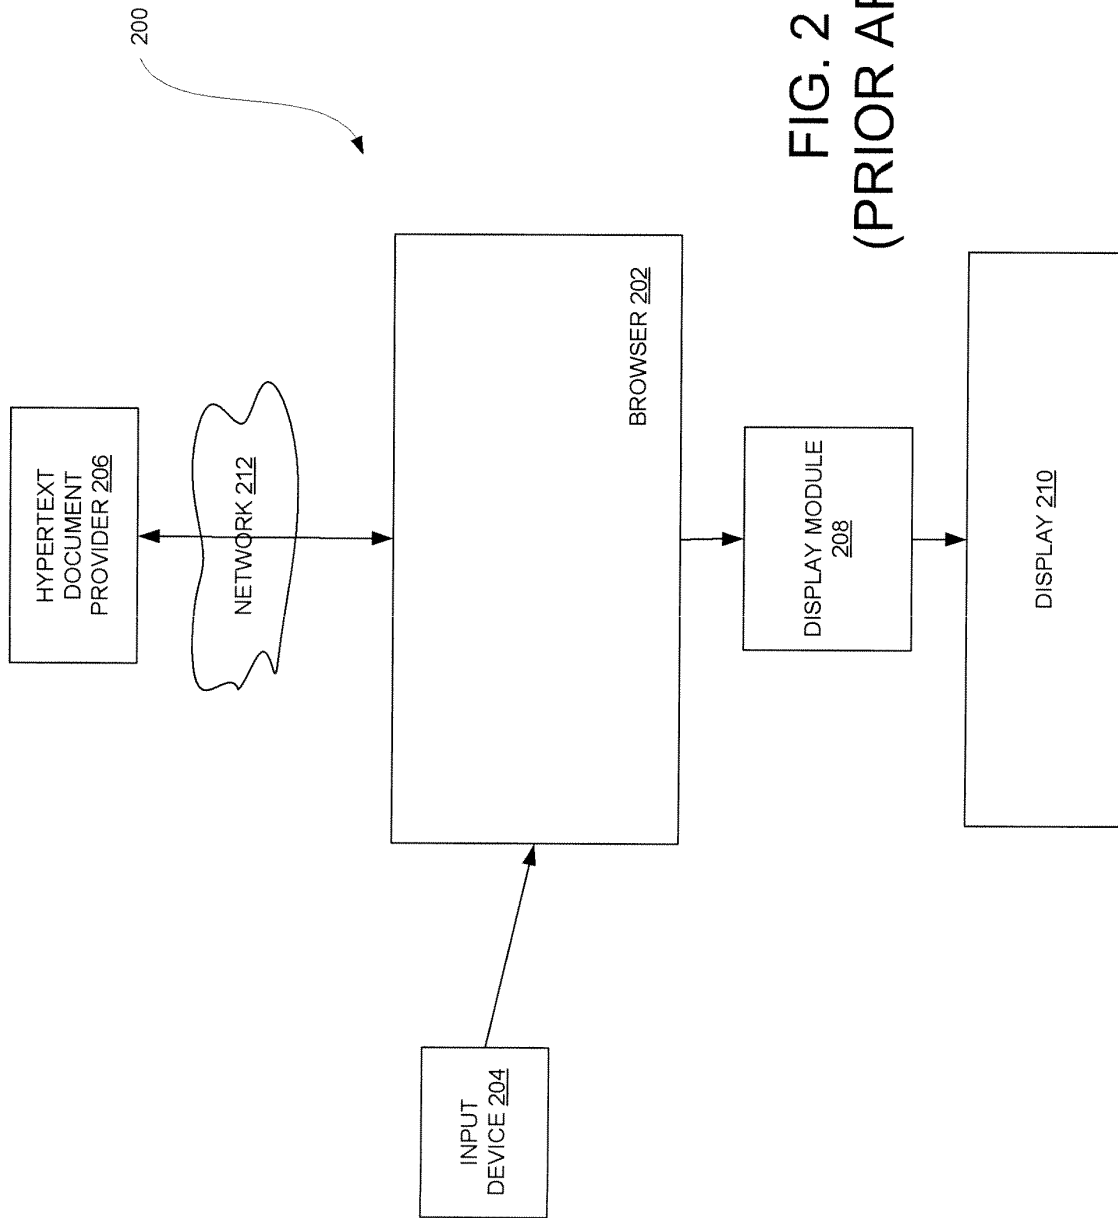 HYPERTEXT
DOCUMENT
PROVIDER 206
200
NETWORK 212
INPUT
DEVICE 204
BROWSER 202
DISPLAY MODULE
208
FIG. 2
(PRIOR
DISPLAY 210